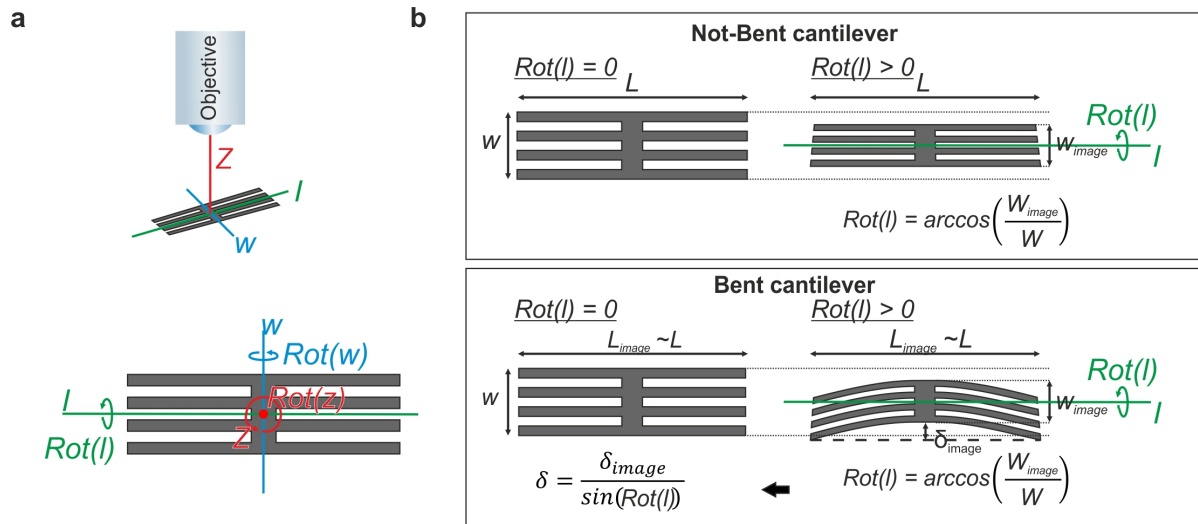 a
Objective
Z
l
w
w
Rot(w)
Rot(z)
l
Z
Rot(l)
b
Not-Bent cantilever
Rot(l) = 0
Rot(l) > 0
L
L
w
Rot(l)
w_image
l
Rot(l) = arccos(W_image/W)
Bent cantilever
Rot(l) = 0
Rot(l) > 0
L_image ~L
L_image ~L
w
Rot(l)
w_image
l
δ_image
δ = δ_image/sin(Rot(l))
Rot(l) = arccos(W_image/W)